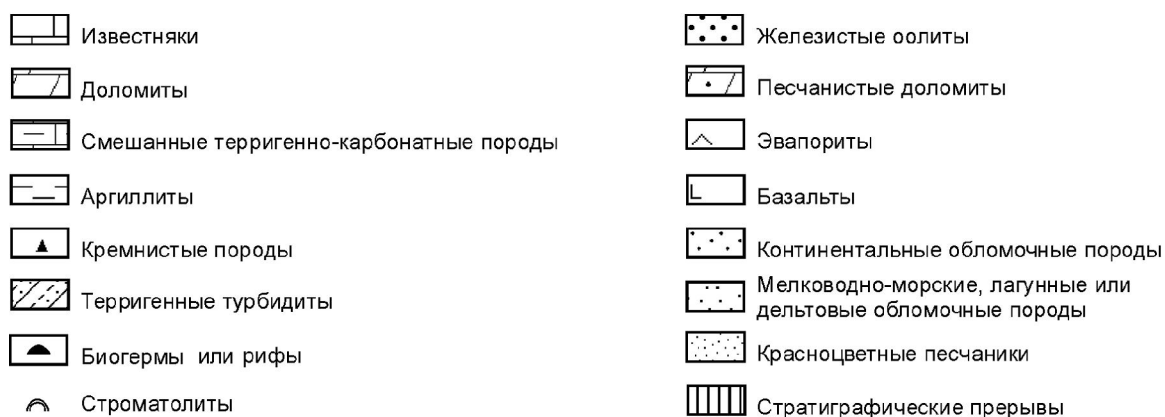 Известняки
Доломиты
Смешанные терригенно-карбонатные породы
Аргиллиты
Кремнистые породы
Терригенные турбидиты
Биогермы или рифы
Строматолиты
Железистые оолиты
Песчанистые доломиты
Эвапориты
Базальты
Континентальные обломочные породы
Мелководно-морские, лагунные или
дельтовые обломочные породы
Красноцветные песчаники
Стратиграфические прерывы